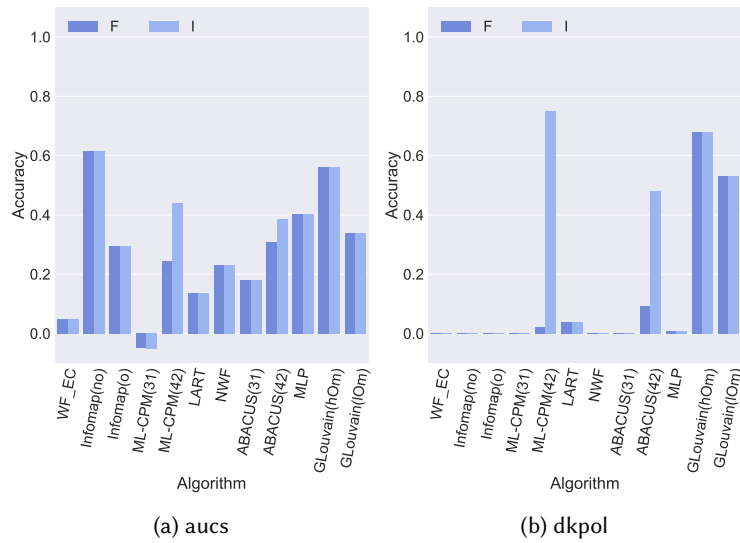 F I
1.0
0.8
0.6
0.4
0.2
0.0
Accuracy
WF_EC
Infomap(no)
Infomap(o)
ML-CPM(31)
ML-CPM(42)
LART
NWF
ABACUS(31)
ABACUS(42)
MLP
GLouvain(hOm)
GLouvain(lOm)
Algorithm
(a) aucs
F I
1.0
0.8
0.6
0.4
0.2
0.0
Accuracy
WF_EC
Infomap(no)
Infomap(o)
ML-CPM(31)
ML-CPM(42)
LART
NWF
ABACUS(31)
ABACUS(42)
MLP
GLouvain(hOm)
GLouvain(lOm)
Algorithm
(b) dkpol